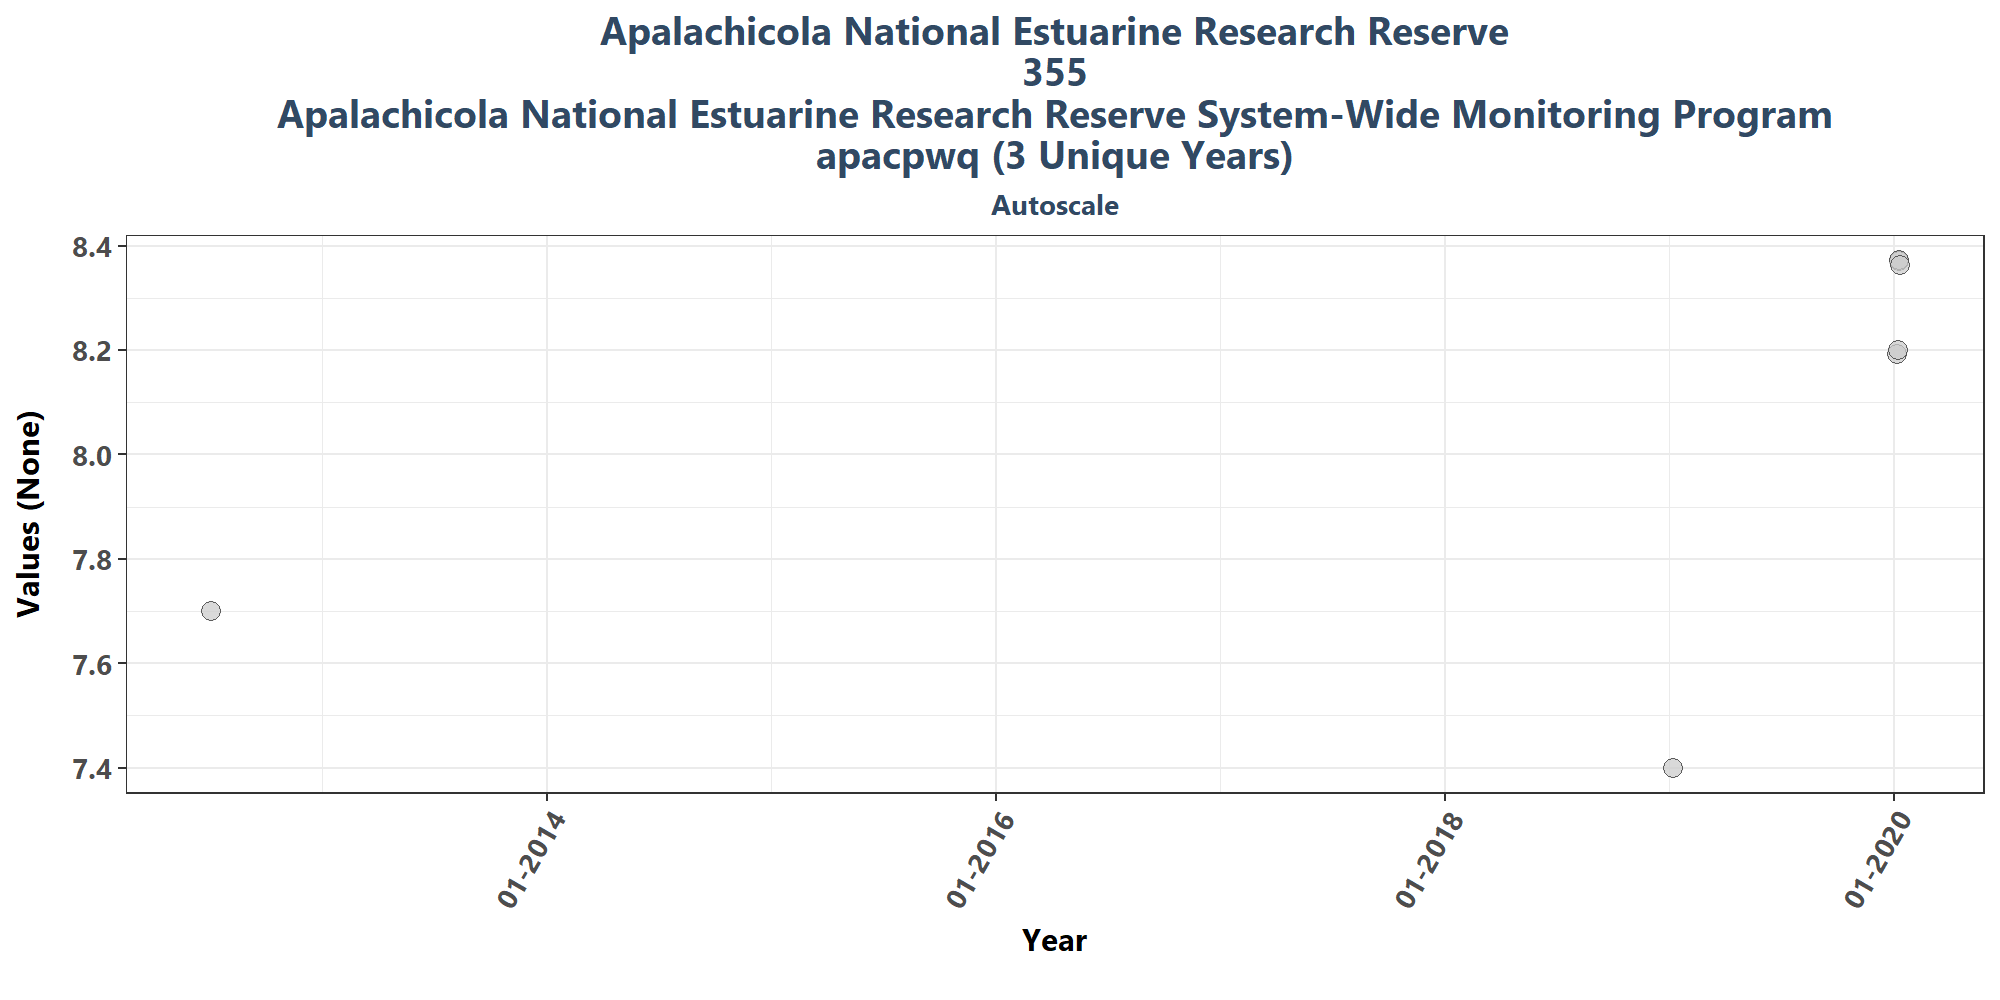 Apalachicola National Estuarine Research Reserve
355
Apalachicola National Estuarine Research Reserve System-Wide Monitoring Program
apacpwq (3 Unique Years)
Autoscale
8.4
8.2
8.0
7.8
7.6
7.4
Values (None)
01-2014
01-2016
01-2018
01-2020
Year